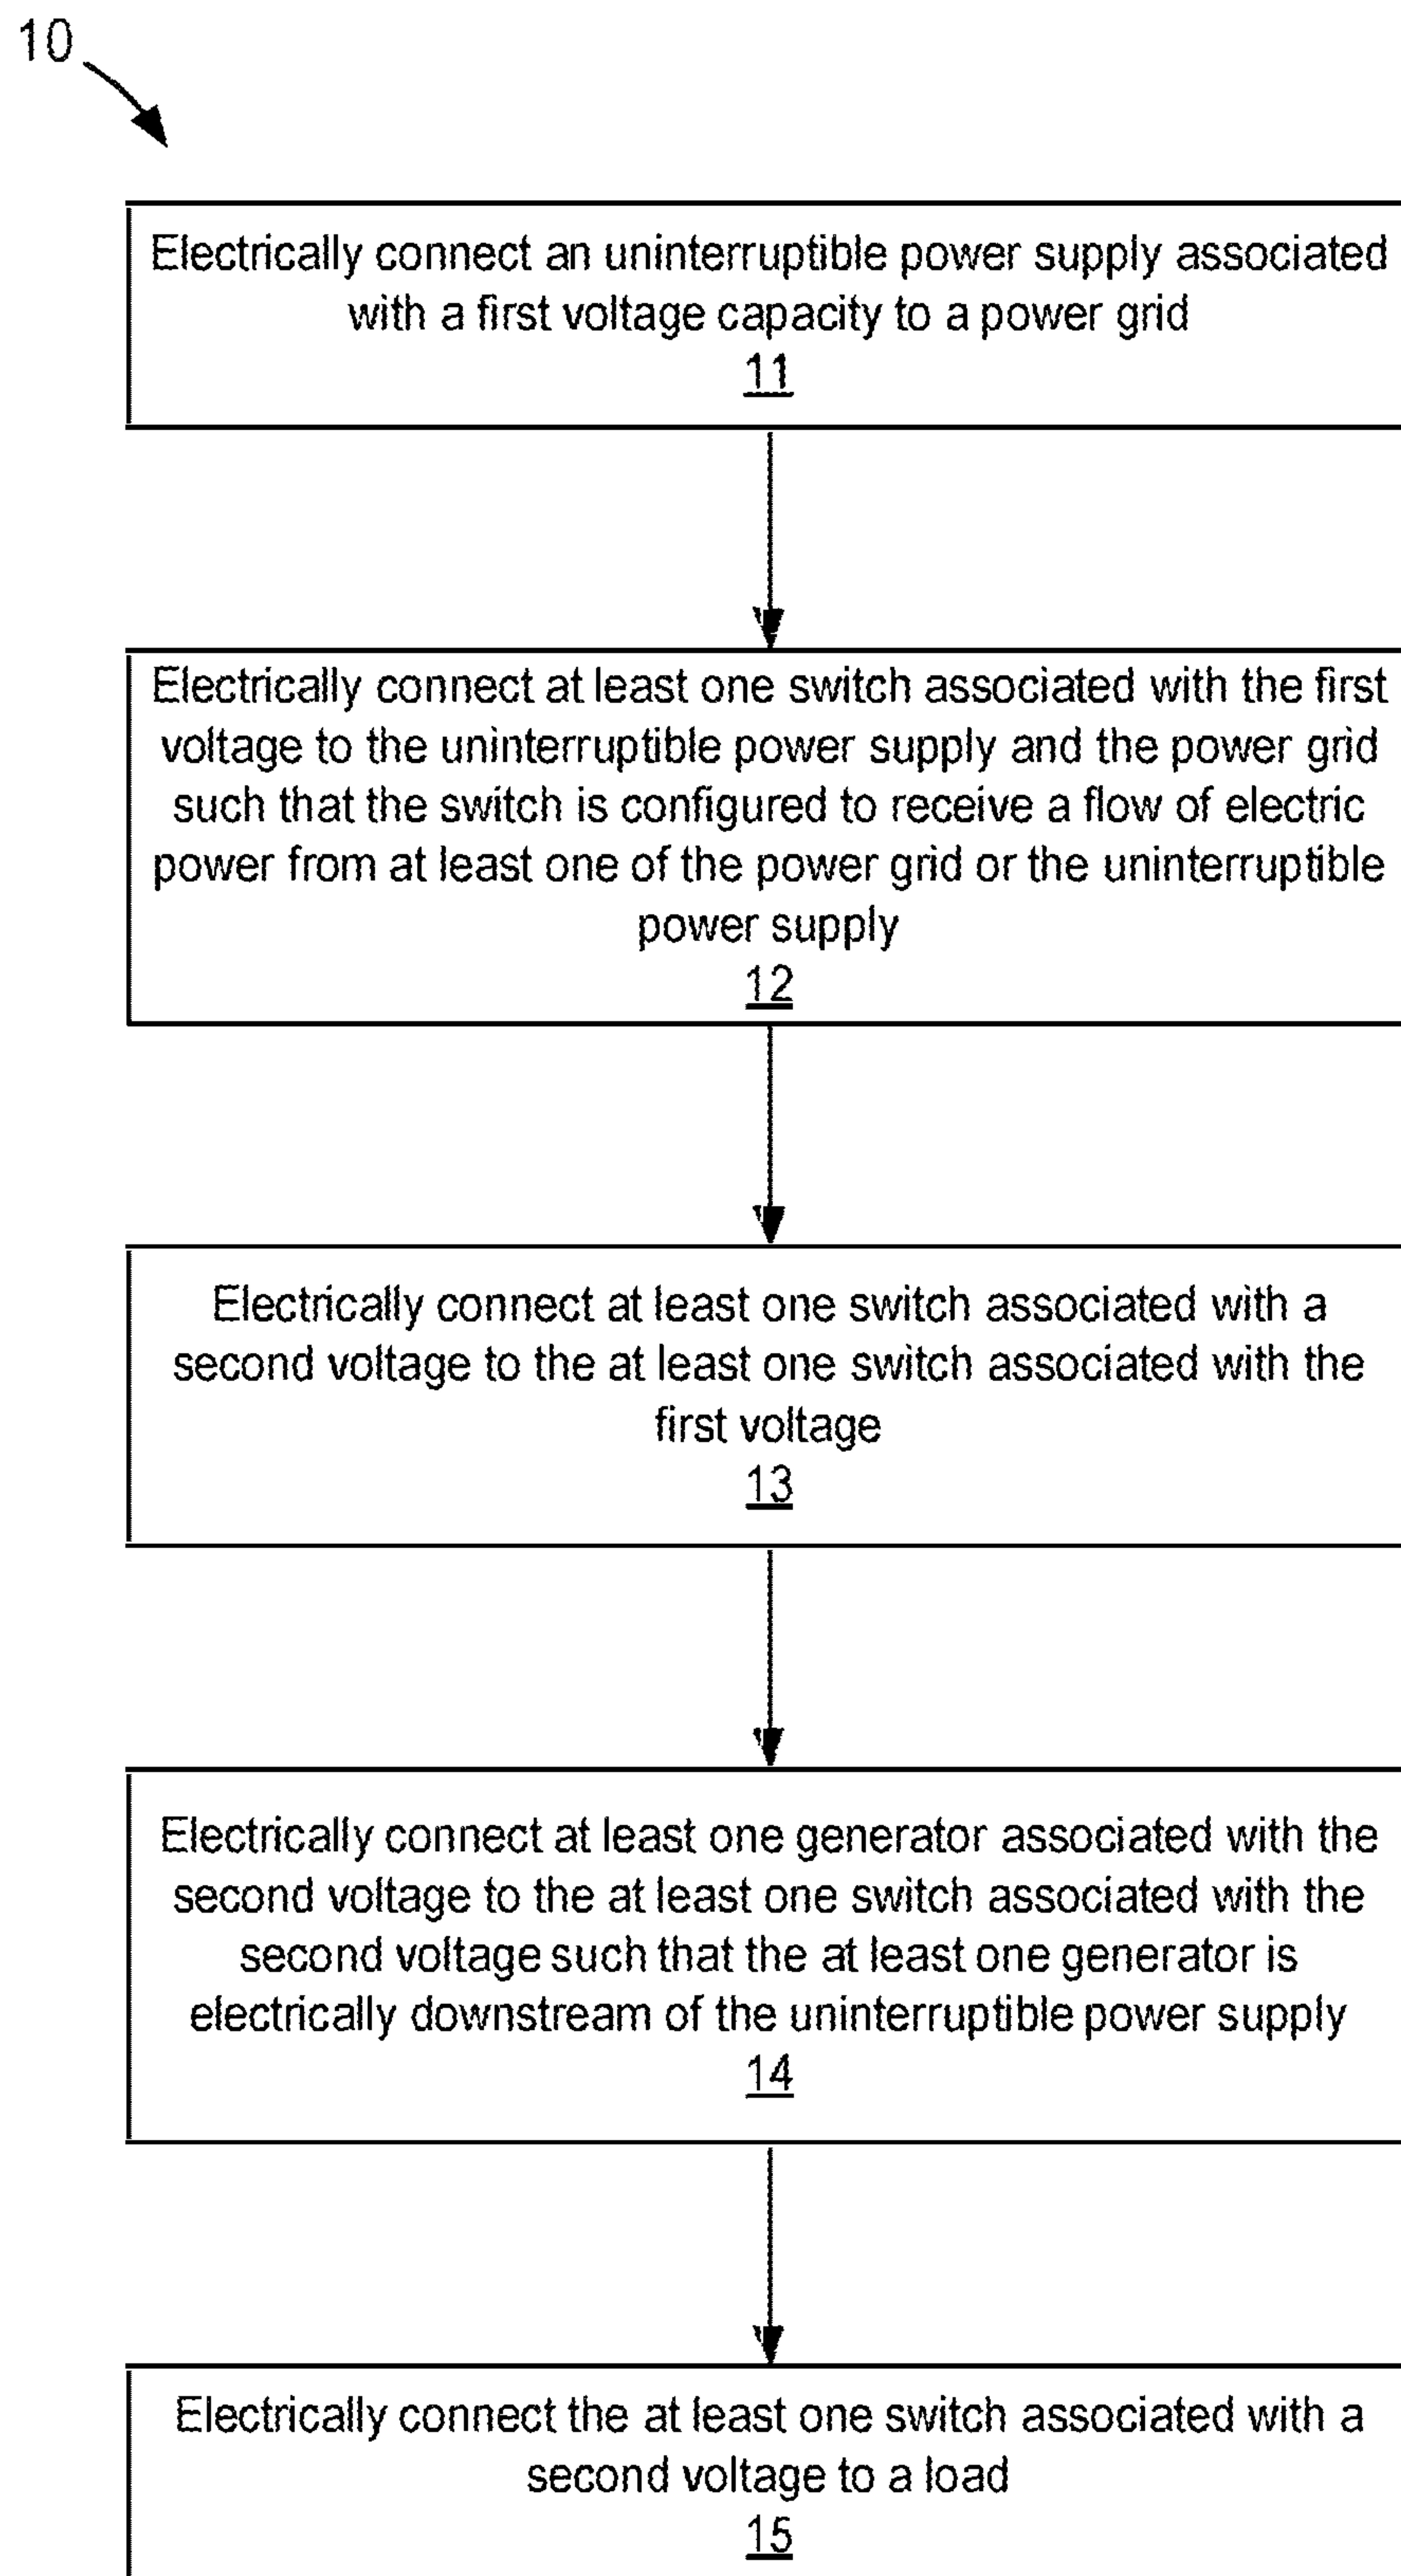 10
Electrically connect an uninterruptible power supply associated
with a first voltage capacity to a power grid
11
Electrically connect at least one switch associated with the first
voltage to the uninterruptible power supply and the power grid
such that the switch is configured to receive a flow of electric
power from at least one of the power grid or the uninterruptible
power supply
12
Electrically connect at least one switch associated with a
second voltage to the at least one switch associated with the
first voltage
13
Electrically connect at least one generator associated with the
second voltage to the at least one switch associated with the
second voltage such that the at least one generator is
electrically downstream of the uninterruptible power supply
14
Electrically connect the at least one switch associated with a
second voltage to a load
15